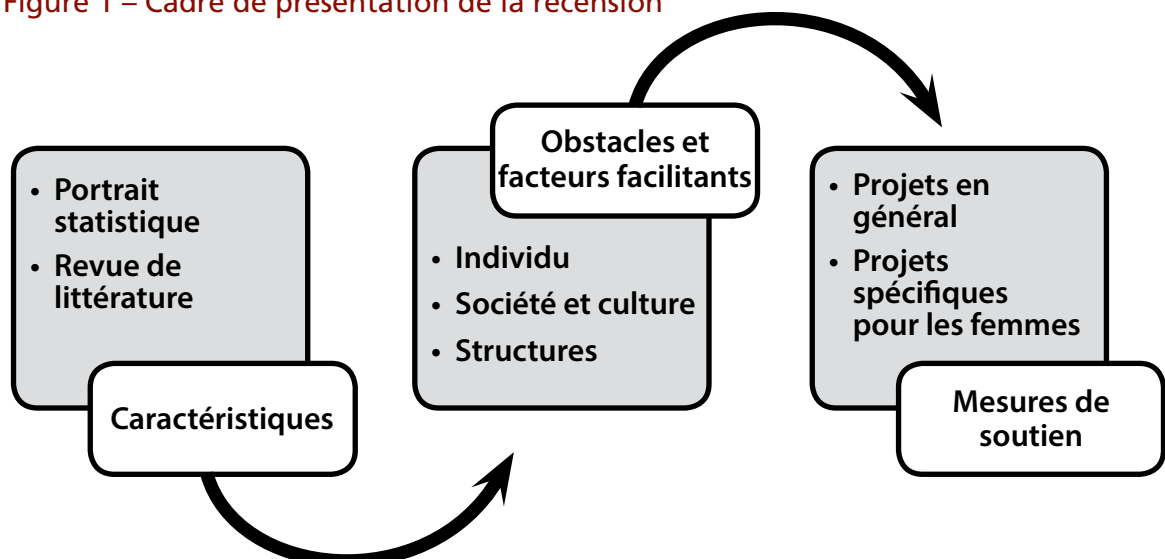 Figure 1 – Cadre de présentation de la recension
• Portrait
statistique
• Revue de
littérature
Caractéristiques
Obstacles et
facteurs facilitants
• Individu
• Société et culture
• Structures
• Projets en
général
• Projets
spécifiques
pour les femmes
Mesures de
soutien